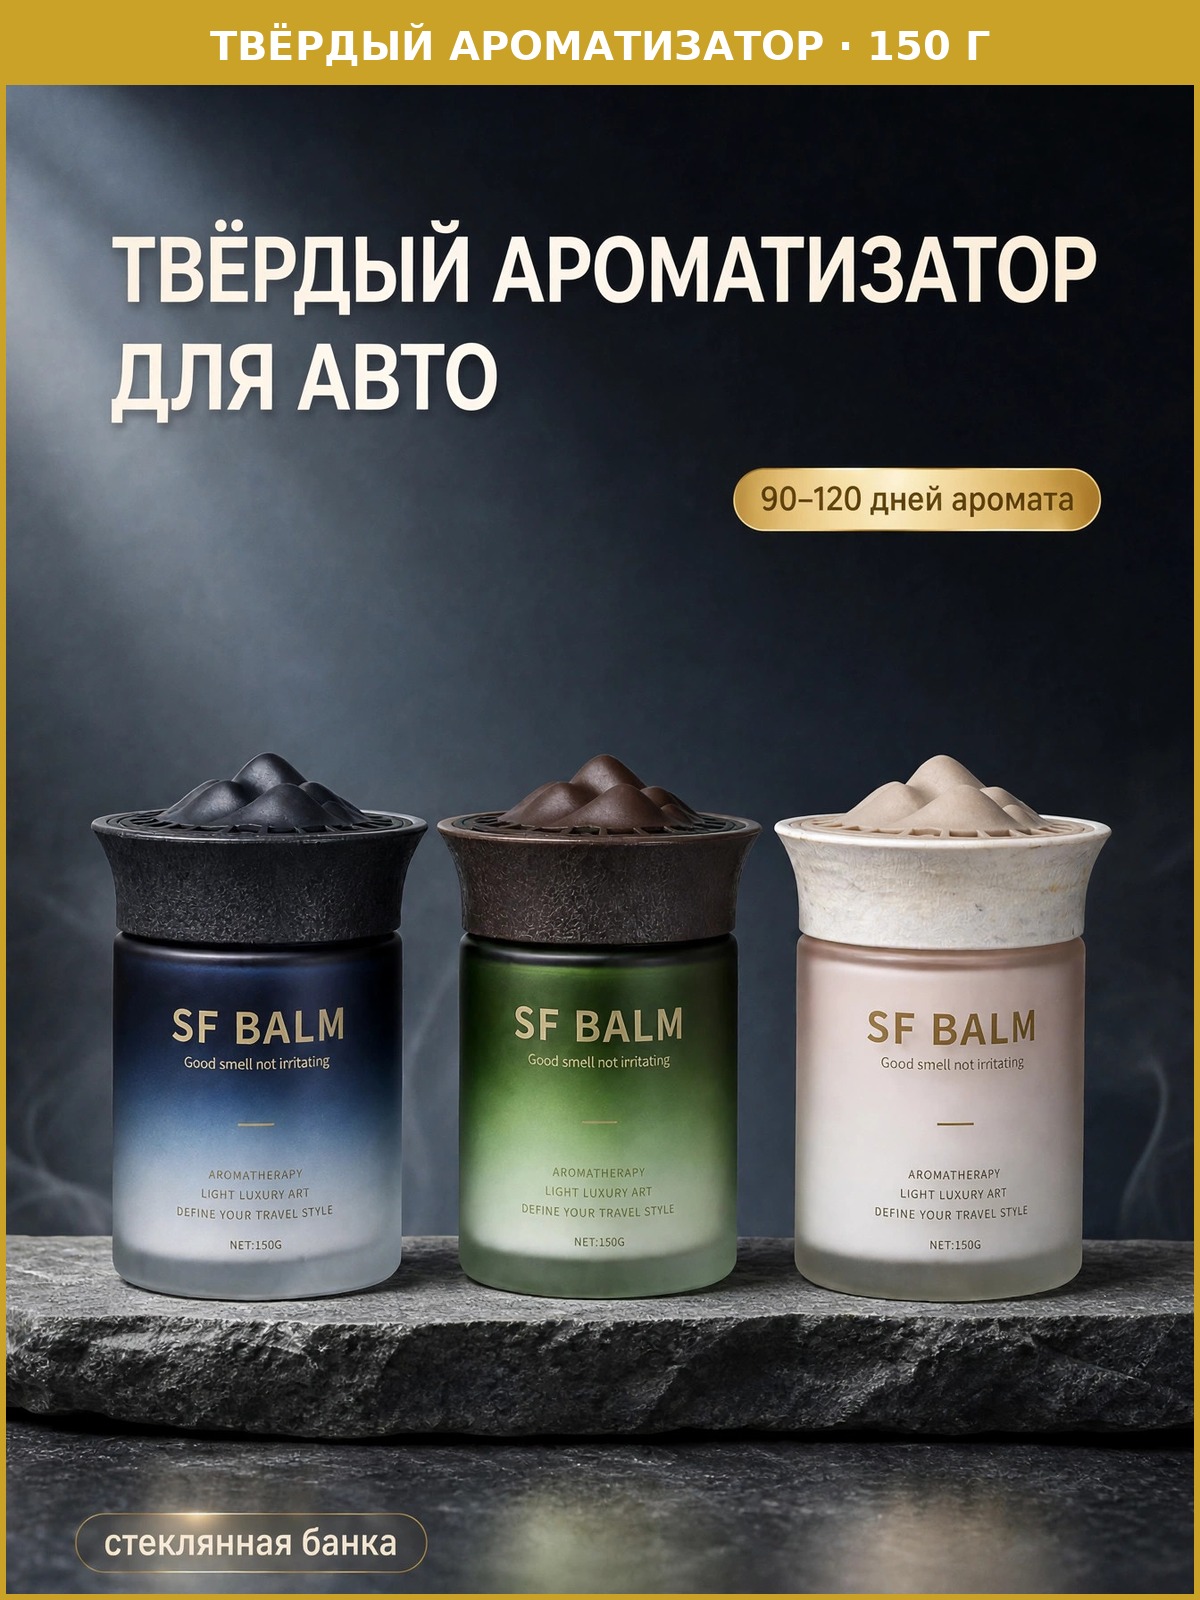 ТВЁРДЫЙ АРОМАТИЗАТОР · 150 Г
ТВЁРДЫЙ АРОМАТИЗАТОР
ДЛЯ АВТО
90–120 дней аромата
SF BALM
Good smell not irritating
AROMATHERAPY
LIGHT LUXURY ART
DEFINE YOUR TRAVEL STYLE
NET:150G
SF BALM
Good smell not irritating
AROMATHERAPY
LIGHT LUXURY ART
DEFINE YOUR TRAVEL STYLE
NET:150G
SF BALM
Good smell not irritating
AROMATHERAPY
LIGHT LUXURY ART
DEFINE YOUR TRAVEL STYLE
NET:150G
стеклянная банка